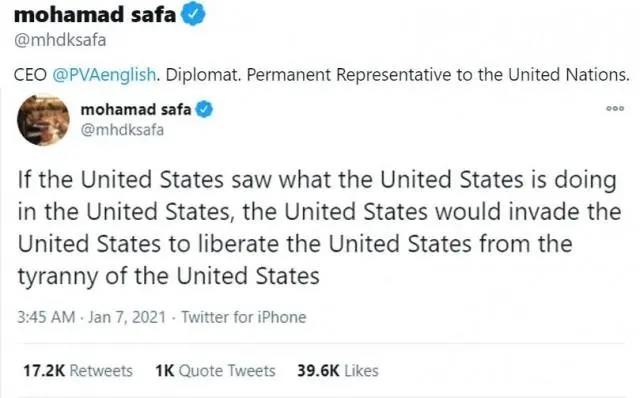 mohamad safa
@mhdksafa
CEO @PVAenglish. Diplomat. Permanent Representative to the United Nations.
mohamad safa
@mhdksafa
If the United States saw what the United States is doing
in the United States, the United States would invade the
United States to liberate the United States from the
tyranny of the United States
3:45 AM · Jan 7, 2021 · Twitter for iPhone
17.2K Retweets 1K Quote Tweets 39.6K Likes